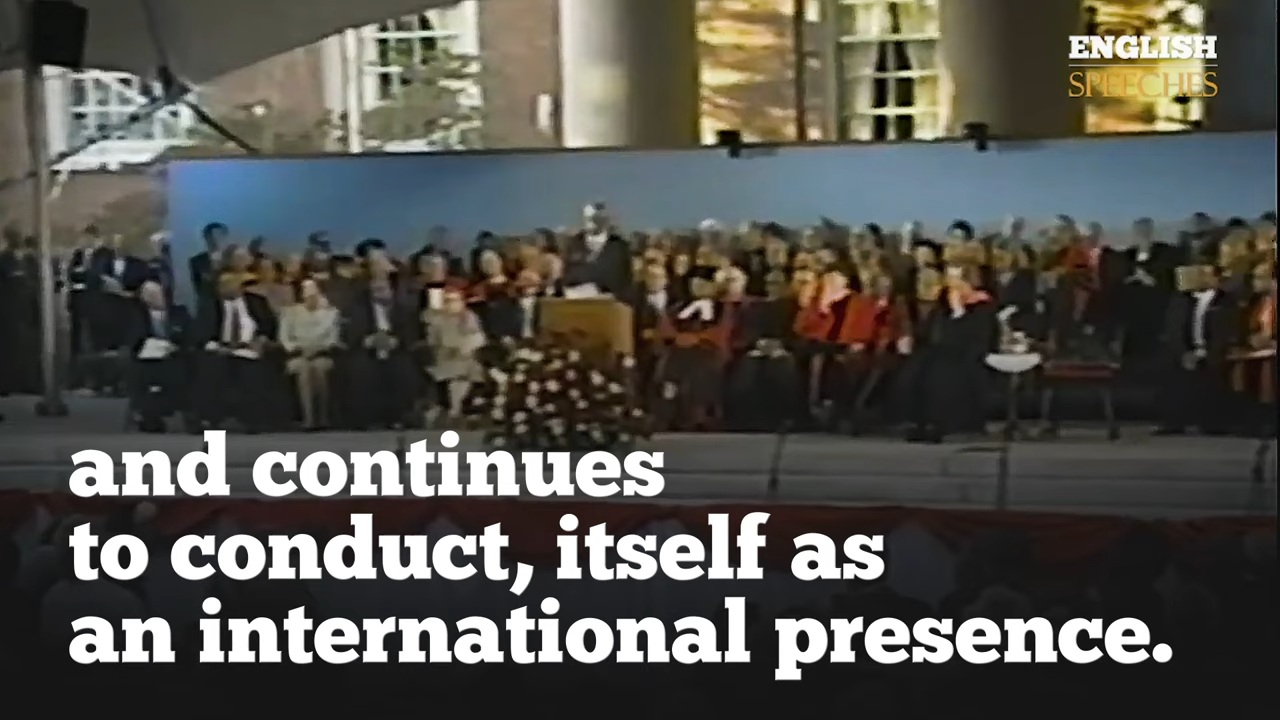 ENGLISH
SPEECHES
and continues
to conduct, itself as
an international presence.